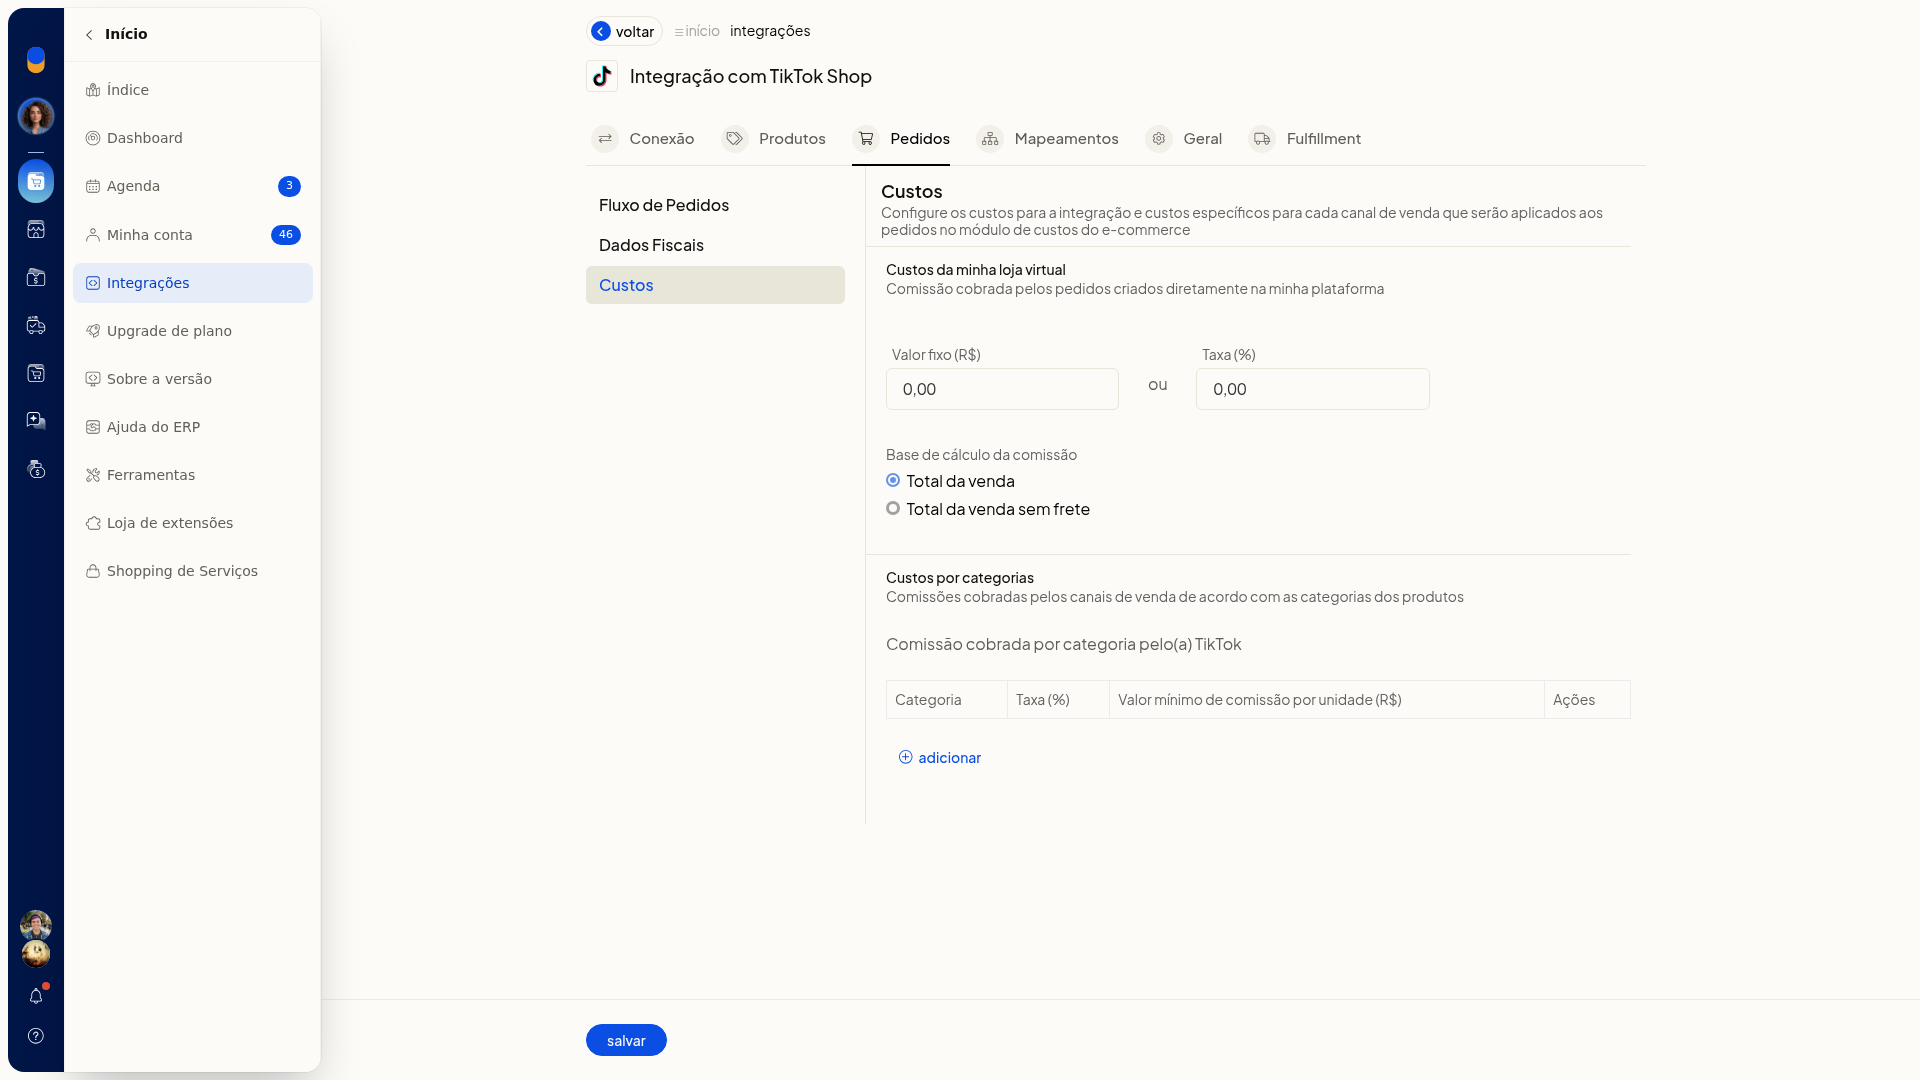 Início
Índice
Dashboard
Agenda
3
Minha conta
46
Integrações
Upgrade de plano
Sobre a versão
Ajuda do ERP
Ferramentas
Loja de extensões
Shopping de Serviços
voltar
início
integrações
Integração com TikTok Shop
Conexão
Produtos
Pedidos
Mapeamentos
Geral
Fulfillment
Fluxo de Pedidos
Dados Fiscais
Custos
Custos
Configure os custos para a integração e custos específicos para cada canal de venda que serão aplicados aos
pedidos no módulo de custos do e-commerce
Custos da minha loja virtual
Comissão cobrada pelos pedidos criados diretamente na minha plataforma
Valor fixo (R$)
Taxa (%)
0,00
ou
0,00
Base de cálculo da comissão
Total da venda
Total da venda sem frete
Custos por categorias
Comissões cobradas pelos canais de venda de acordo com as categorias dos produtos
Comissão cobrada por categoria pelo(a) TikTok
Categoria
Taxa (%)
Valor mínimo de comissão por unidade (R$)
Ações
adicionar
salvar